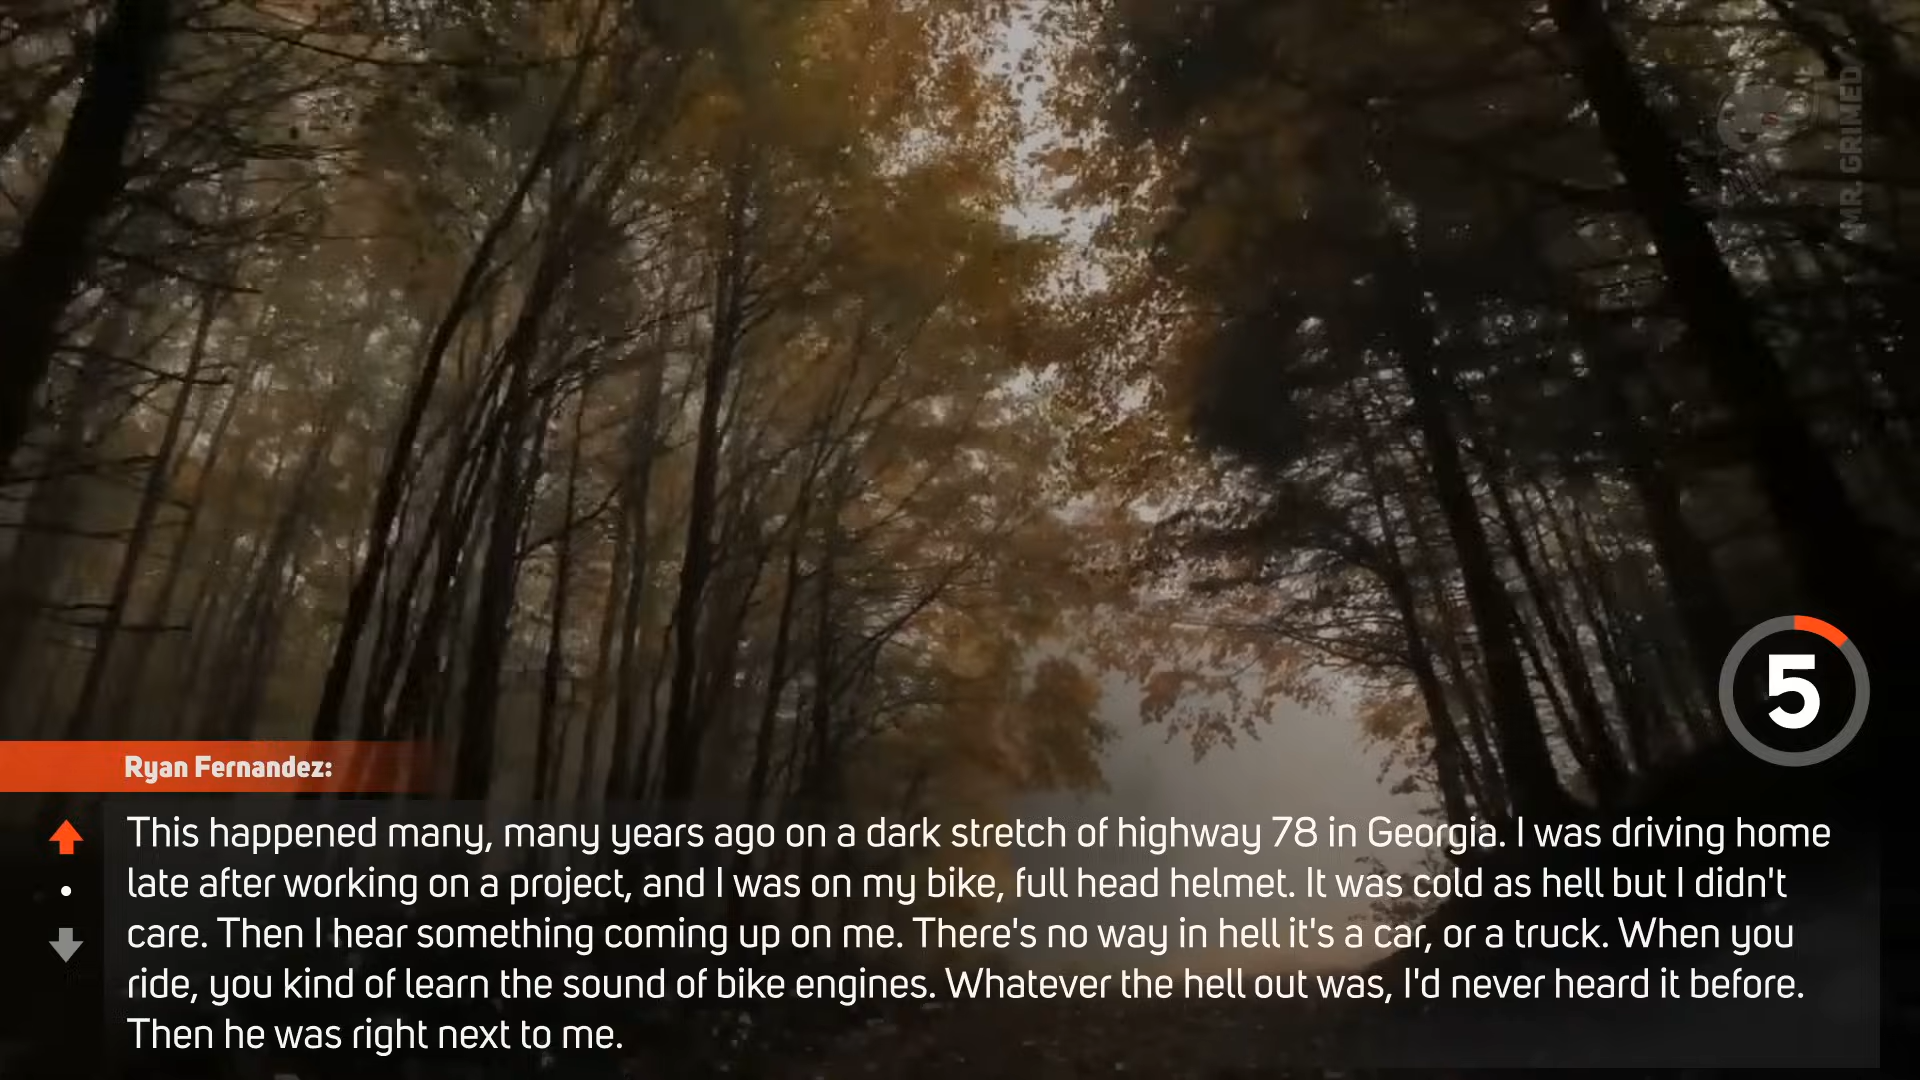 MR. GRIMED
5
Ryan Fernandez:
This happened many, many years ago on a dark stretch of highway 78 in Georgia. I was driving home
late after working on a project, and I was on my bike, full head helmet. It was cold as hell but I didn't
care. Then I hear something coming up on me. There's no way in hell it's a car, or a truck. When you
ride, you kind of learn the sound of bike engines. Whatever the hell out was, I'd never heard it before.
Then he was right next to me.